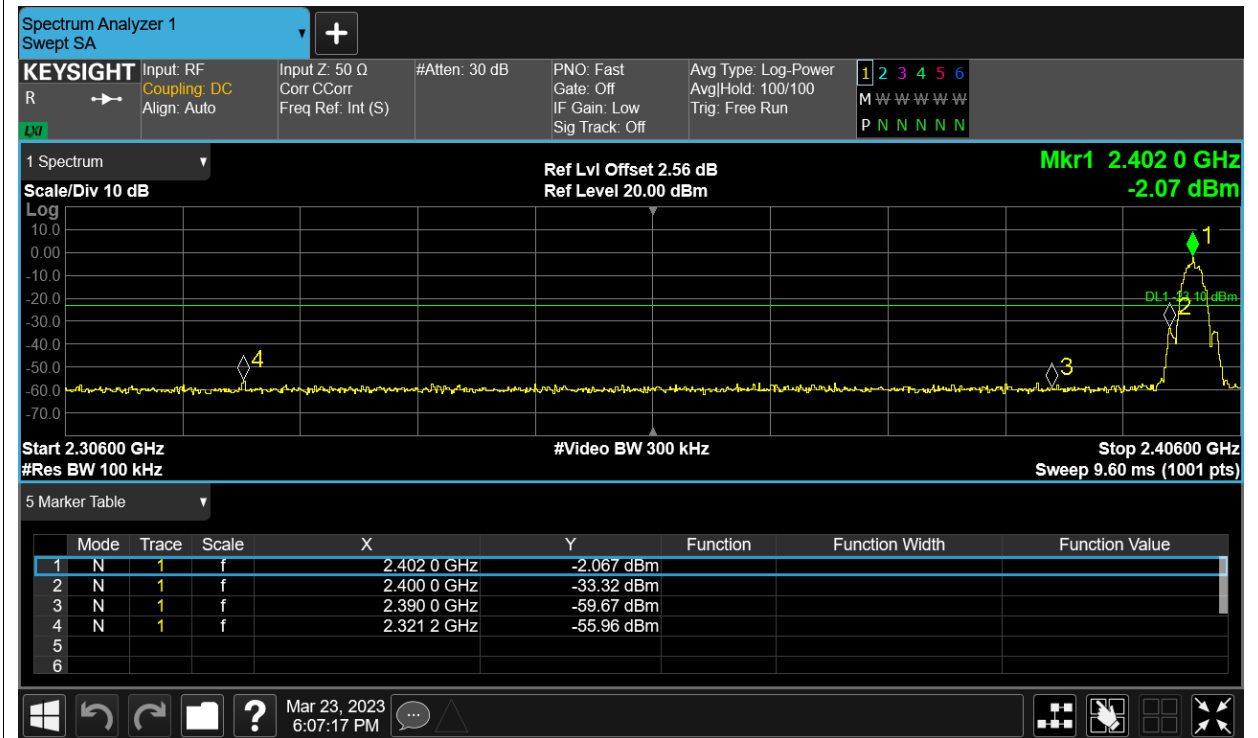 Spectrum Analyzer 1
Swept SA
KEYSIGHT Input: RF Input Z: 50 Ω #Atten: 30 dB PNO: Fast Avg Type: Log-Power 1 2 3 4 5 6
R Coupling: DC Corr CCorr Gate: Off Avg|Hold: 100/100 M W W W W W
Align: Auto Freq Ref: Int (S) IF Gain: Low Trig: Free Run P N N N N N
LXI Sig Track: Off
1 Spectrum
Ref Lvl Offset 2.56 dB Mkr1 2.402 0 GHz
Scale/Div 10 dB Ref Level 20.00 dBm -2.07 dBm
Log
10.0 1
0.00
-10.0
-20.0 DL1 -23.10 dBm
2
-30.0
-40.0
-50.0 4 3
-60.0
-70.0
Start 2.30600 GHz #Video BW 300 kHz Stop 2.40600 GHz
#Res BW 100 kHz Sweep 9.60 ms (1001 pts)
5 Marker Table
Mode Trace Scale X Y Function Function Width Function Value
1 N 1 f 2.402 0 GHz -2.067 dBm
2 N 1 f 2.400 0 GHz -33.32 dBm
3 N 1 f 2.390 0 GHz -59.67 dBm
4 N 1 f 2.321 2 GHz -55.96 dBm
5
6
? Mar 23, 2023
6:07:17 PM